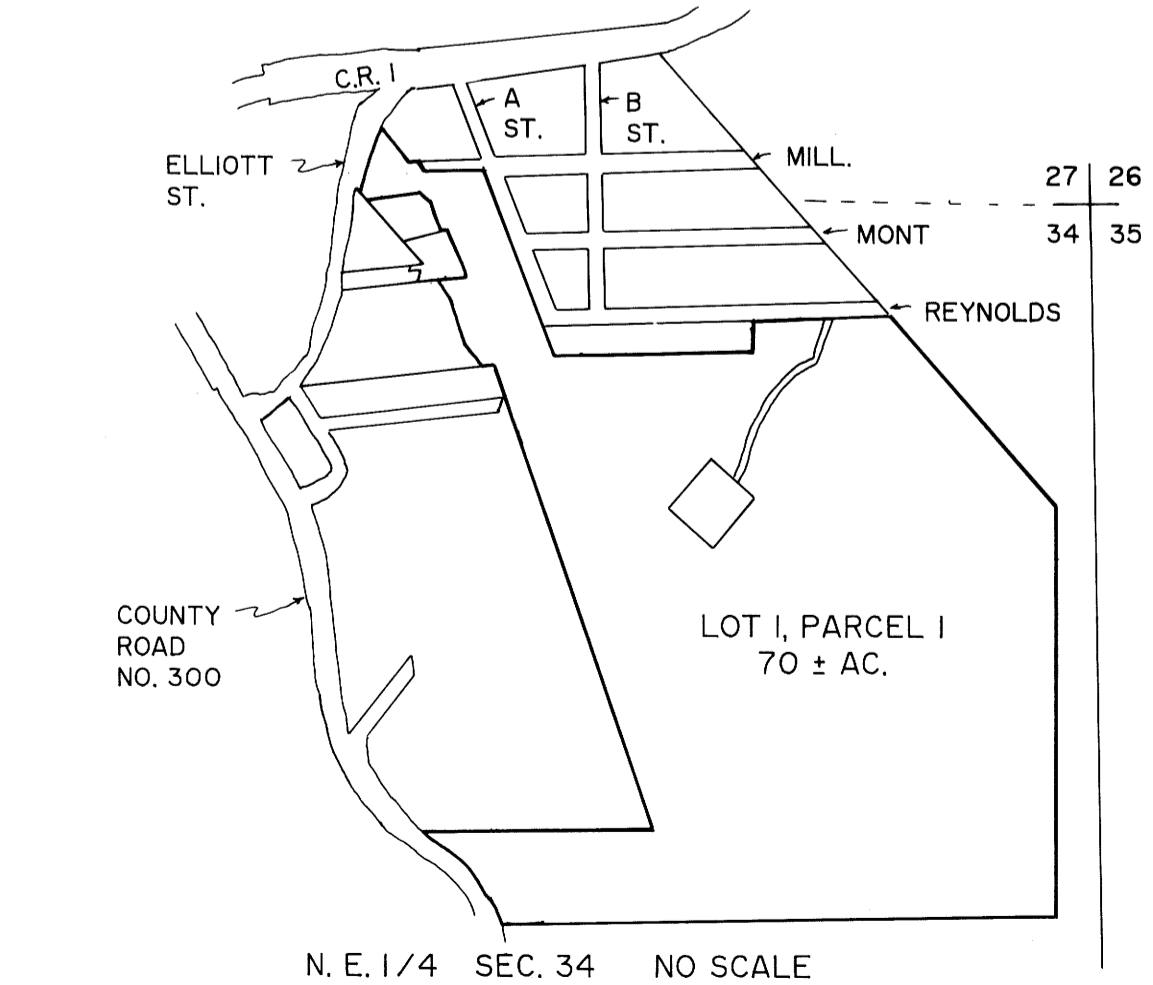 C.R. 1
A
ST.
B
ST.
ELLIOTT
ST.
MILL.
27 26
34 35
MONT
REYNOLDS
COUNTY
ROAD
NO. 300
LOT 1, PARCEL 1
70 ± AC.
N. E. 1/4 SEC. 34 NO SCALE